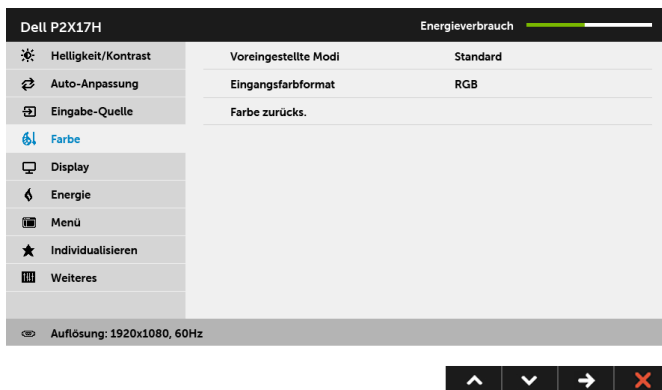 Dell P2X17H Energieverbrauch
Helligkeit/Kontrast Voreingestellte Modi Standard
Auto-Anpassung Eingangsfarbformat RGB
Eingabe-Quelle Farbe zurücks.
Farbe
Display
Energie
Menü
Individualisieren
Weiteres
Auflösung: 1920x1080, 60Hz